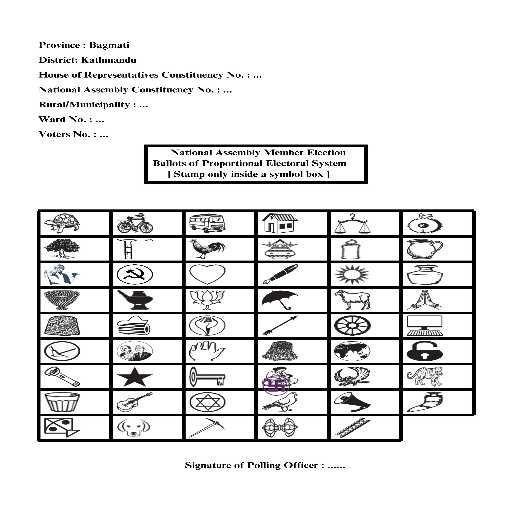 Province : Bagmati
District: Kathmandu
House of Representatives Constituency No. : ...
National Assembly Constituency No. : ...
Rural/Municipality : ...
Ward No. : ...
Voters No. : ...
National Assembly Member Election
Ballots of Proportional Electoral System
[ Stamp only inside a symbol box ]
Signature of Polling Officer : ......